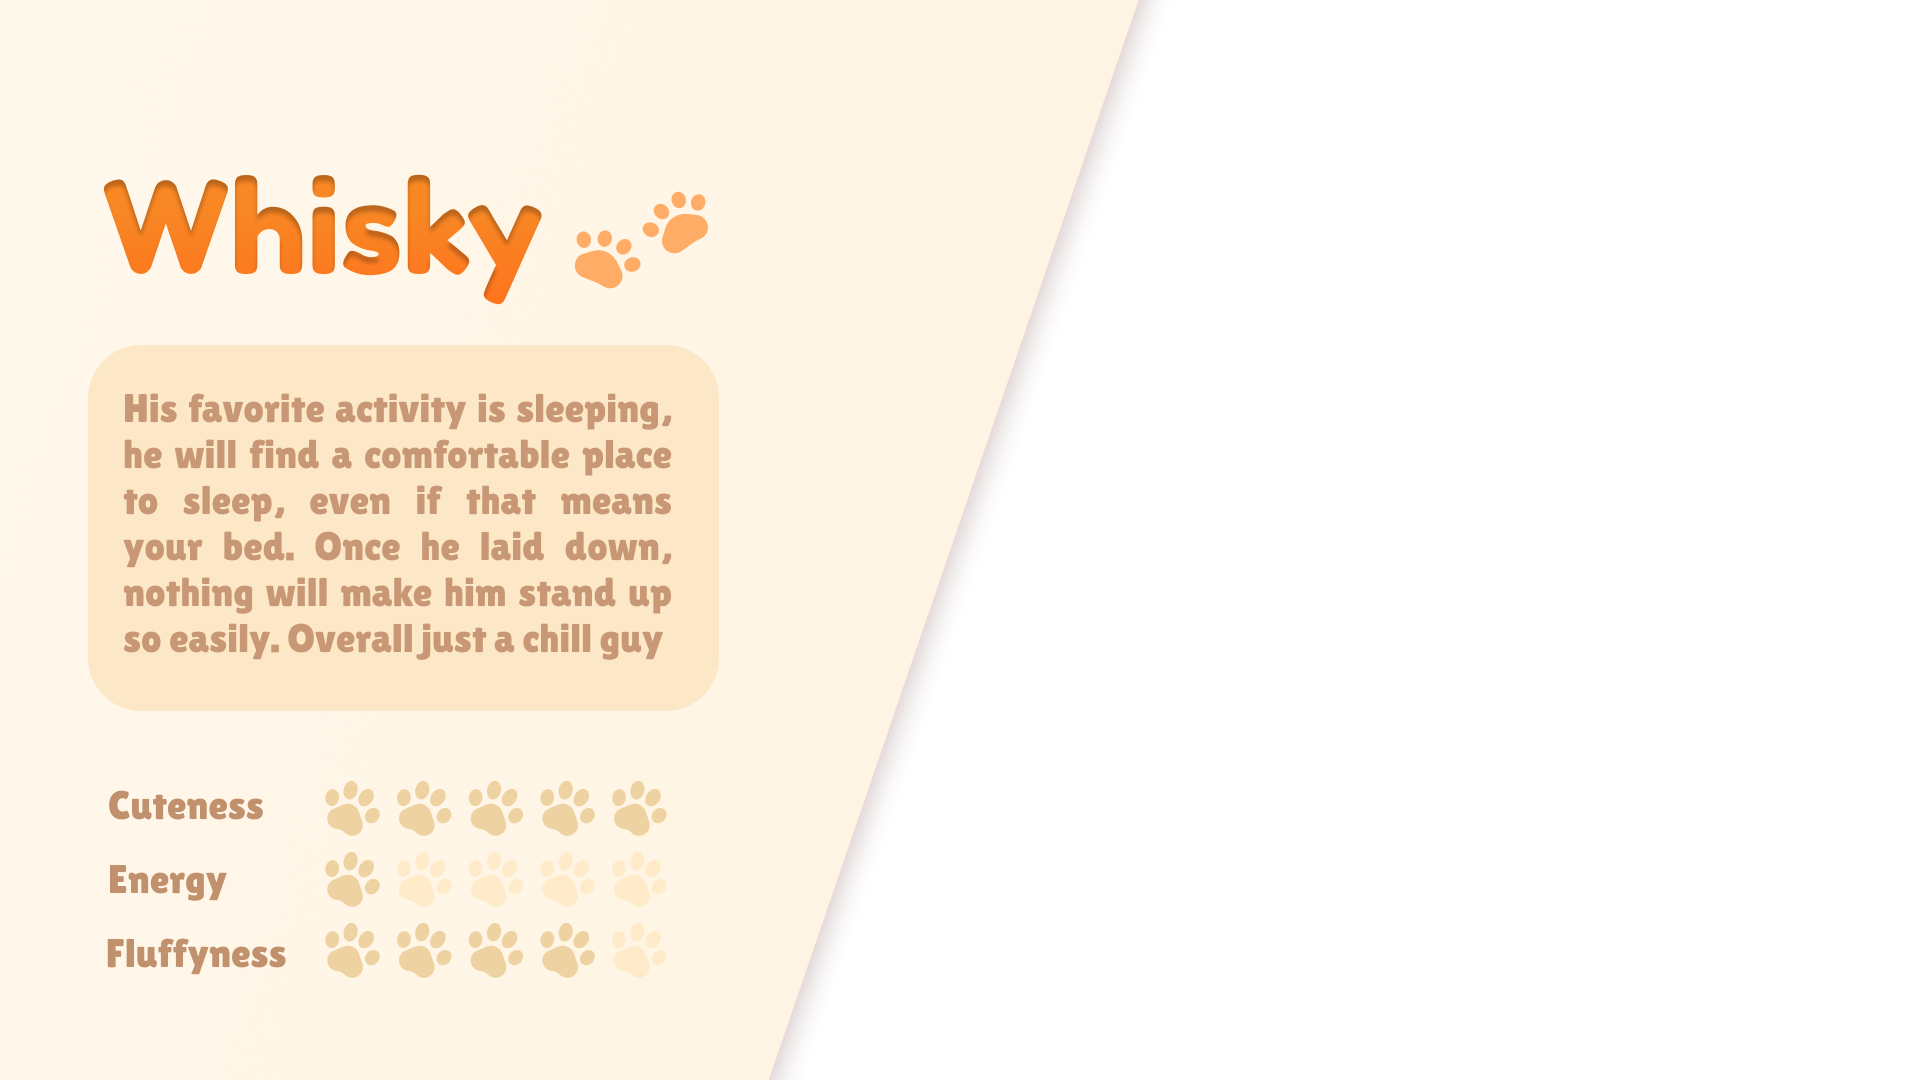 Whisky
His favorite activity is sleeping,
he will find a comfortable place
to sleep, even if that means
your bed. Once he laid down,
nothing will make him stand up
so easily. Overall just a chill guy
Cuteness
Energy
Fluffyness